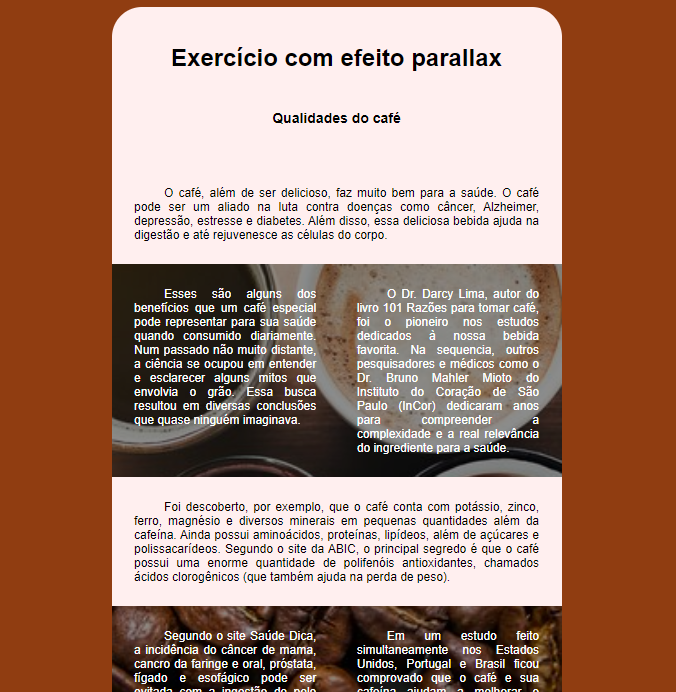 Exercício com efeito parallax
Qualidades do café
O café, além de ser delicioso, faz muito bem para a saúde. O café
pode ser um aliado na luta contra doenças como câncer, Alzheimer,
depressão, estresse e diabetes. Além disso, essa deliciosa bebida ajuda na
digestão e até rejuvenesce as células do corpo.
Esses são alguns dos
benefícios que um café especial
pode representar para sua saúde
quando consumido diariamente.
Num passado não muito distante,
a ciência se ocupou em entender
e esclarecer alguns mitos que
envolvia o grão. Essa busca
resultou em diversas conclusões
que quase ninguém imaginava.
O Dr. Darcy Lima, autor do
livro 101 Razões para tomar café,
foi o pioneiro nos estudos
dedicados à nossa bebida
favorita. Na sequencia, outros
pesquisadores e médicos como o
Dr. Bruno Mahler Mioto do
Instituto do Coração de São
Paulo (InCor) dedicaram anos
para compreender a
complexidade e a real relevância
do ingrediente para a saúde.
Foi descoberto, por exemplo, que o café conta com potássio, zinco,
ferro, magnésio e diversos minerais em pequenas quantidades além da
cafeína. Ainda possui aminoácidos, proteínas, lipídeos, além de açúcares e
polissacarídeos. Segundo o site da ABIC, o principal segredo é que o café
possui uma enorme quantidade de polifenóis antioxidantes, chamados
ácidos clorogênicos (que também ajuda na perda de peso).
Segundo o site Saúde Dica,
a incidência do câncer de mama,
cancro da faringe e oral, próstata,
fígado e esofágico pode ser
evitada com a ingestão de pelo
Em um estudo feito
simultaneamente nos Estados
Unidos, Portugal e Brasil ficou
comprovado que o café e sua
cafeína ajudam a melhorar o